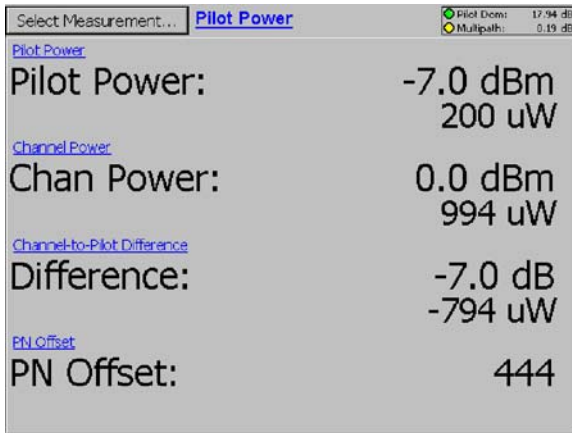 Select Measurement... Pilot Power Pilot Dom: 17.94 dB
Multipath: 0.19 dB
Pilot Power
Pilot Power: -7.0 dBm
200 uW
Channel Power
Chan Power: 0.0 dBm
994 uW
Channel-to-Pilot Difference
Difference: -7.0 dB
-794 uW
PN Offset
PN Offset: 444